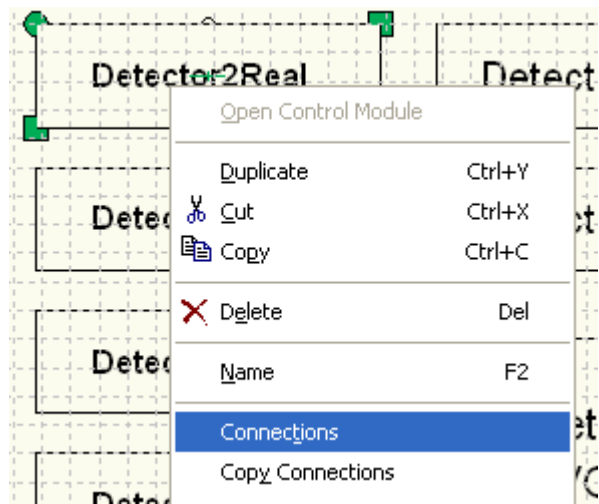 Detector2Real Detect
Open Control Module
Duplicate Ctrl+Y
Cut Ctrl+X
Copy Ctrl+C
Delete Del
Name F2
Connections
Copy Connections